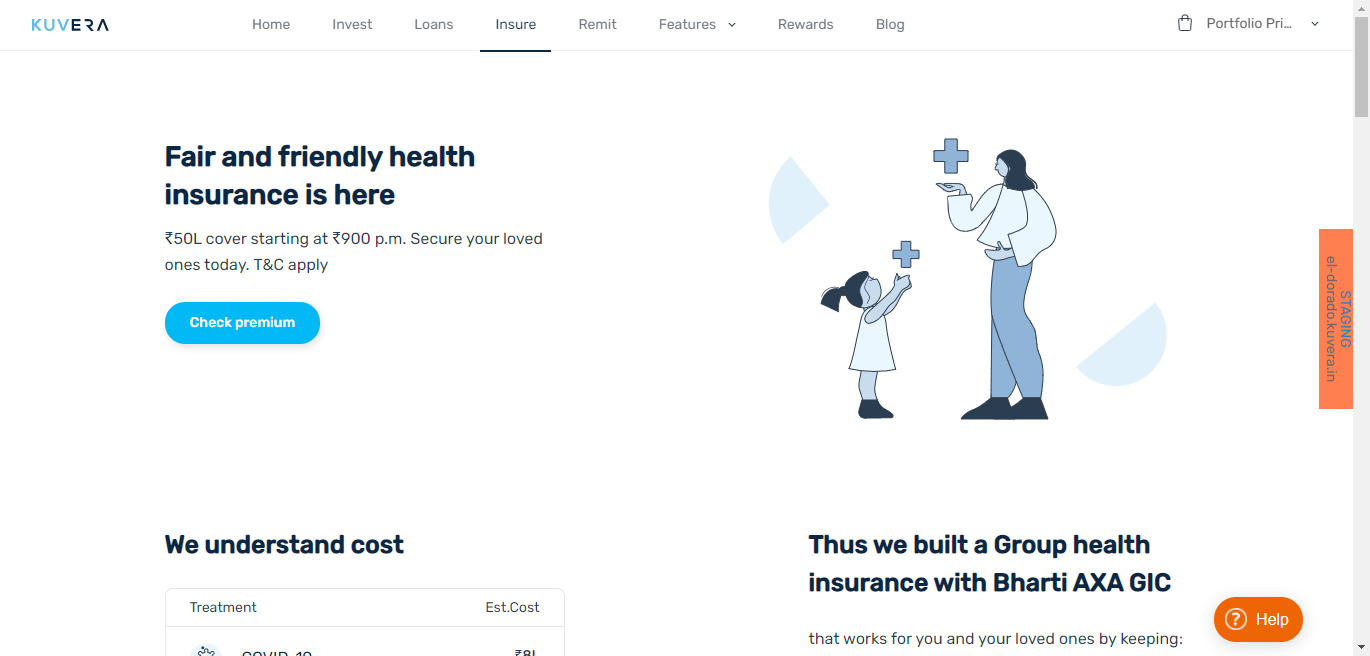 KUVERA
Home
Invest
Loans
Insure
Remit
Features
Rewards
Blog
Portfolio Pri...
Fair and friendly health
insurance is here
₹50L cover starting at ₹900 p.m. Secure your loved
ones today. T&C apply
Check premium
STAGING
el-dorado.kuvera.in
We understand cost
Treatment
Est.Cost
COVID-19
₹8L
Thus we built a Group health
insurance with Bharti AXA GIC
that works for you and your loved ones by keeping:
? Help